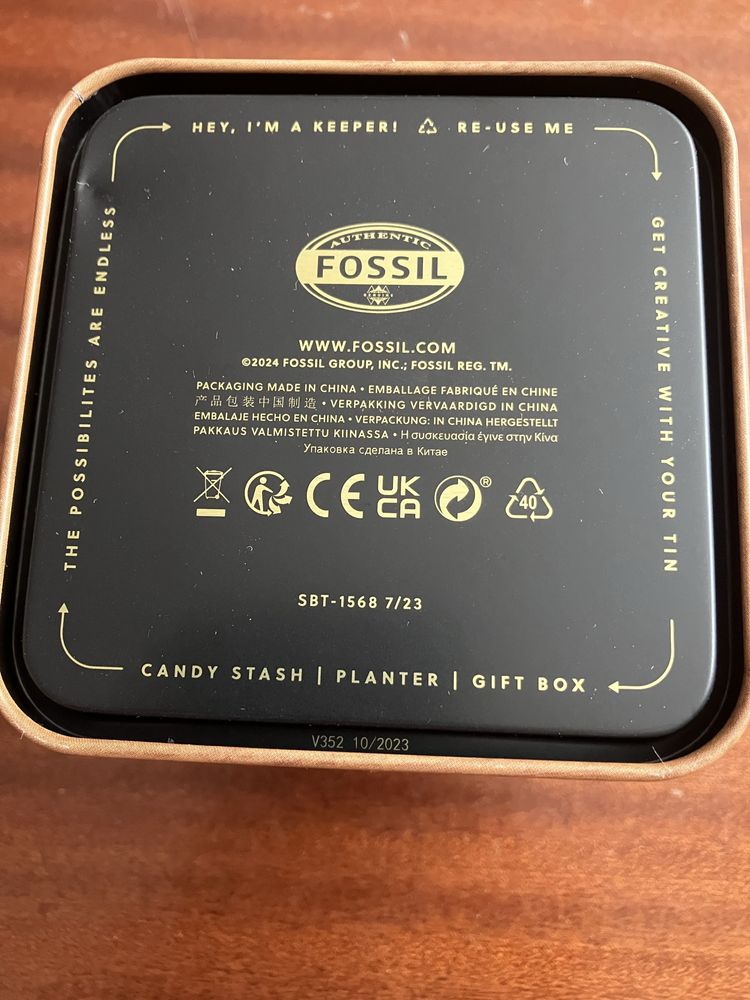 HEY, I'M A KEEPER! RE-USE ME
GET CREATIVE WITH YOUR TIN
CANDY STASH | PLANTER | GIFT BOX
THE POSSIBILITES ARE ENDLESS
AUTHENTIC
FOSSIL
GENUINE
WWW.FOSSIL.COM
©2024 FOSSIL GROUP, INC.; FOSSIL REG. TM.
PACKAGING MADE IN CHINA • EMBALLAGE FABRIQUÉ EN CHINE
产品包装中国制造 • VERPAKKING VERVAARDIGD IN CHINA
EMBALAJE HECHO EN CHINA • VERPACKUNG: IN CHINA HERGESTELLT
PAKKAUS VALMISTETTU KIINASSA • Η συσκευασία έγινε στην Κίνα
Упаковка сделана в Китае
CE UK CA ® 40
SBT-1568 7/23
V352 10/2023